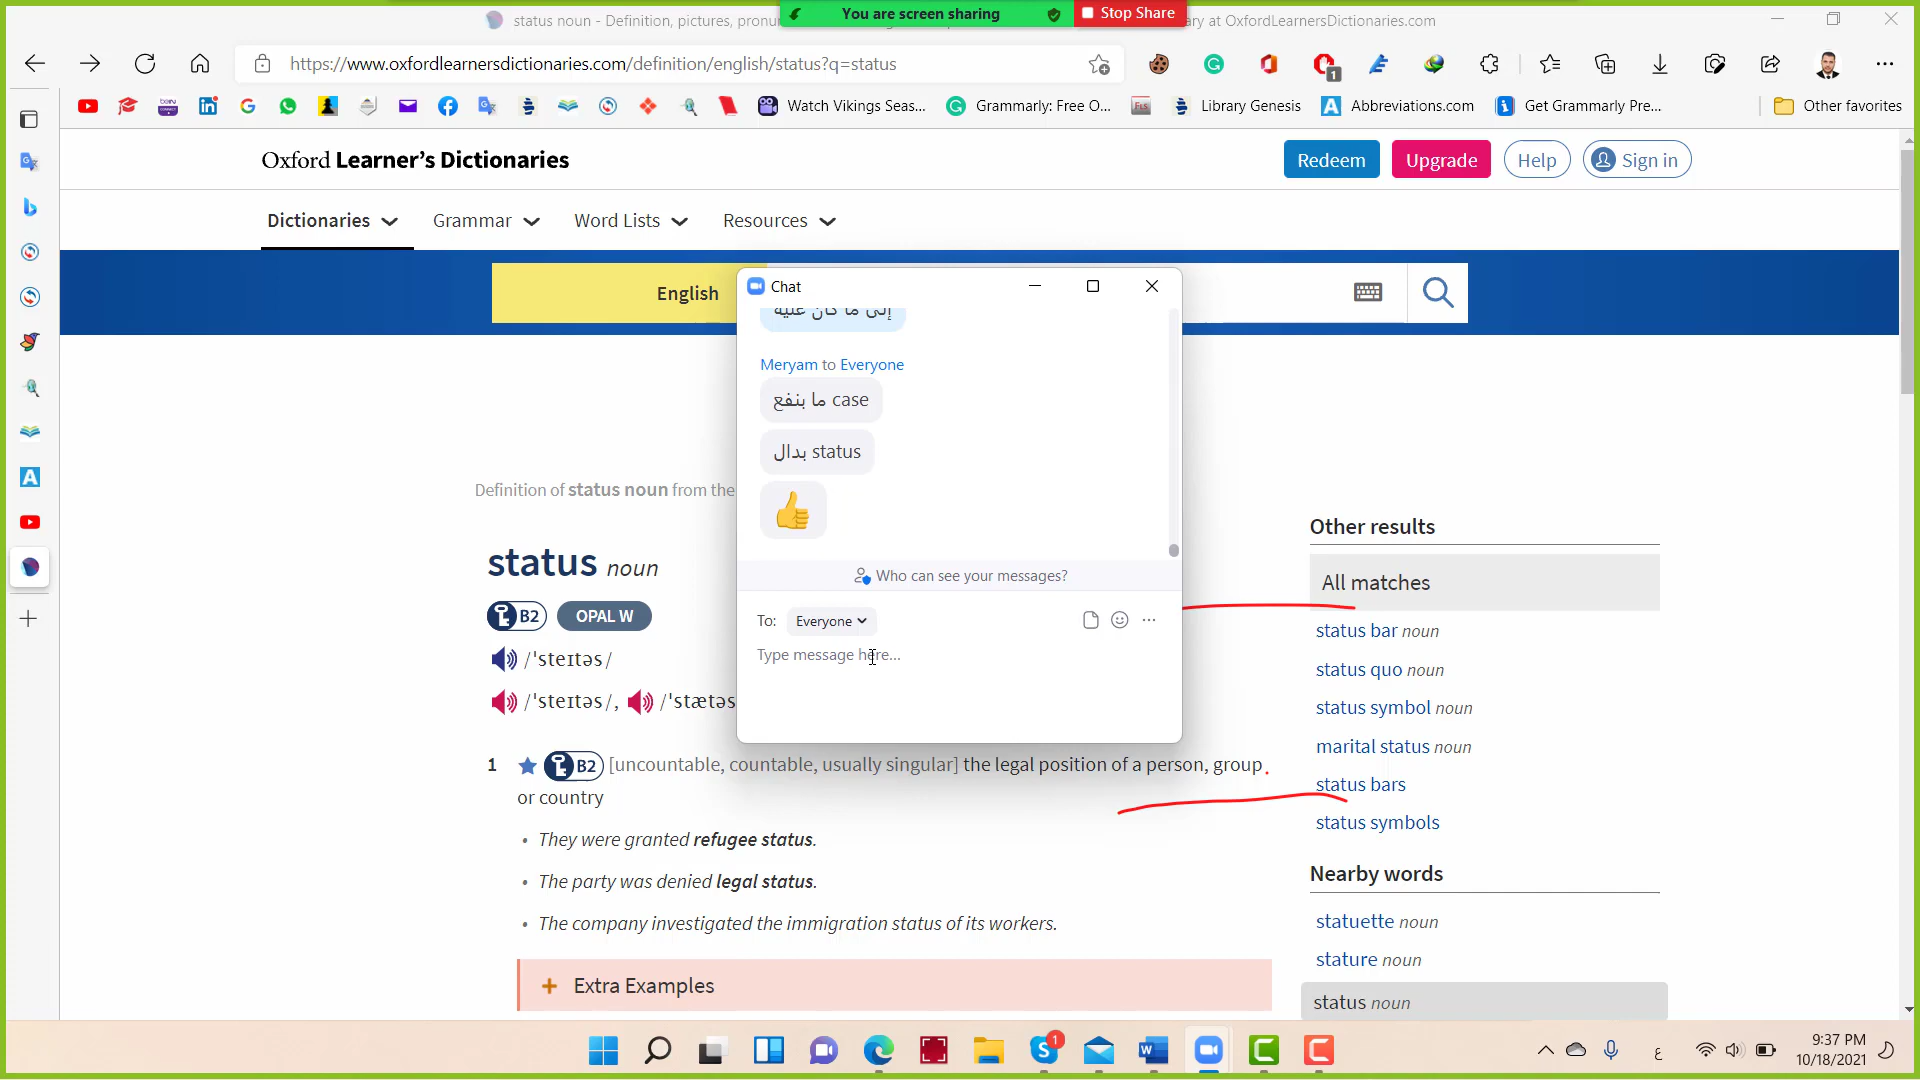 status noun - Definition, pictures, pronu
You are screen sharing
Stop Share
ary at OxfordLearnersDictionaries.com
https://www.oxfordlearnersdictionaries.com/definition/english/status?q=status
1
Watch Vikings Seas...
Grammarly: Free O...
Library Genesis
Abbreviations.com
Get Grammarly Pre...
Other favorites
Oxford Learner's Dictionaries
Redeem
Upgrade
Help
Sign in
Dictionaries
Grammar
Word Lists
Resources
English
Chat
إلى ما كان عليه
Meryam to Everyone
ما بنفع case
بدال status
👍
Who can see your messages?
To: Everyone
Type message here...
Definition of status noun from the
status noun
B2 OPAL W
/ˈsteɪtəs/
/ˈsteɪtəs/, /ˈstætəs
1 B2 [uncountable, countable, usually singular] the legal position of a person, group
or country
• They were granted refugee status.
• The party was denied legal status.
• The company investigated the immigration status of its workers.
+ Extra Examples
Other results
All matches
status bar noun
status quo noun
status symbol noun
marital status noun
status bars
status symbols
Nearby words
statuette noun
stature noun
status noun
1
ع
9:37 PM
10/18/2021